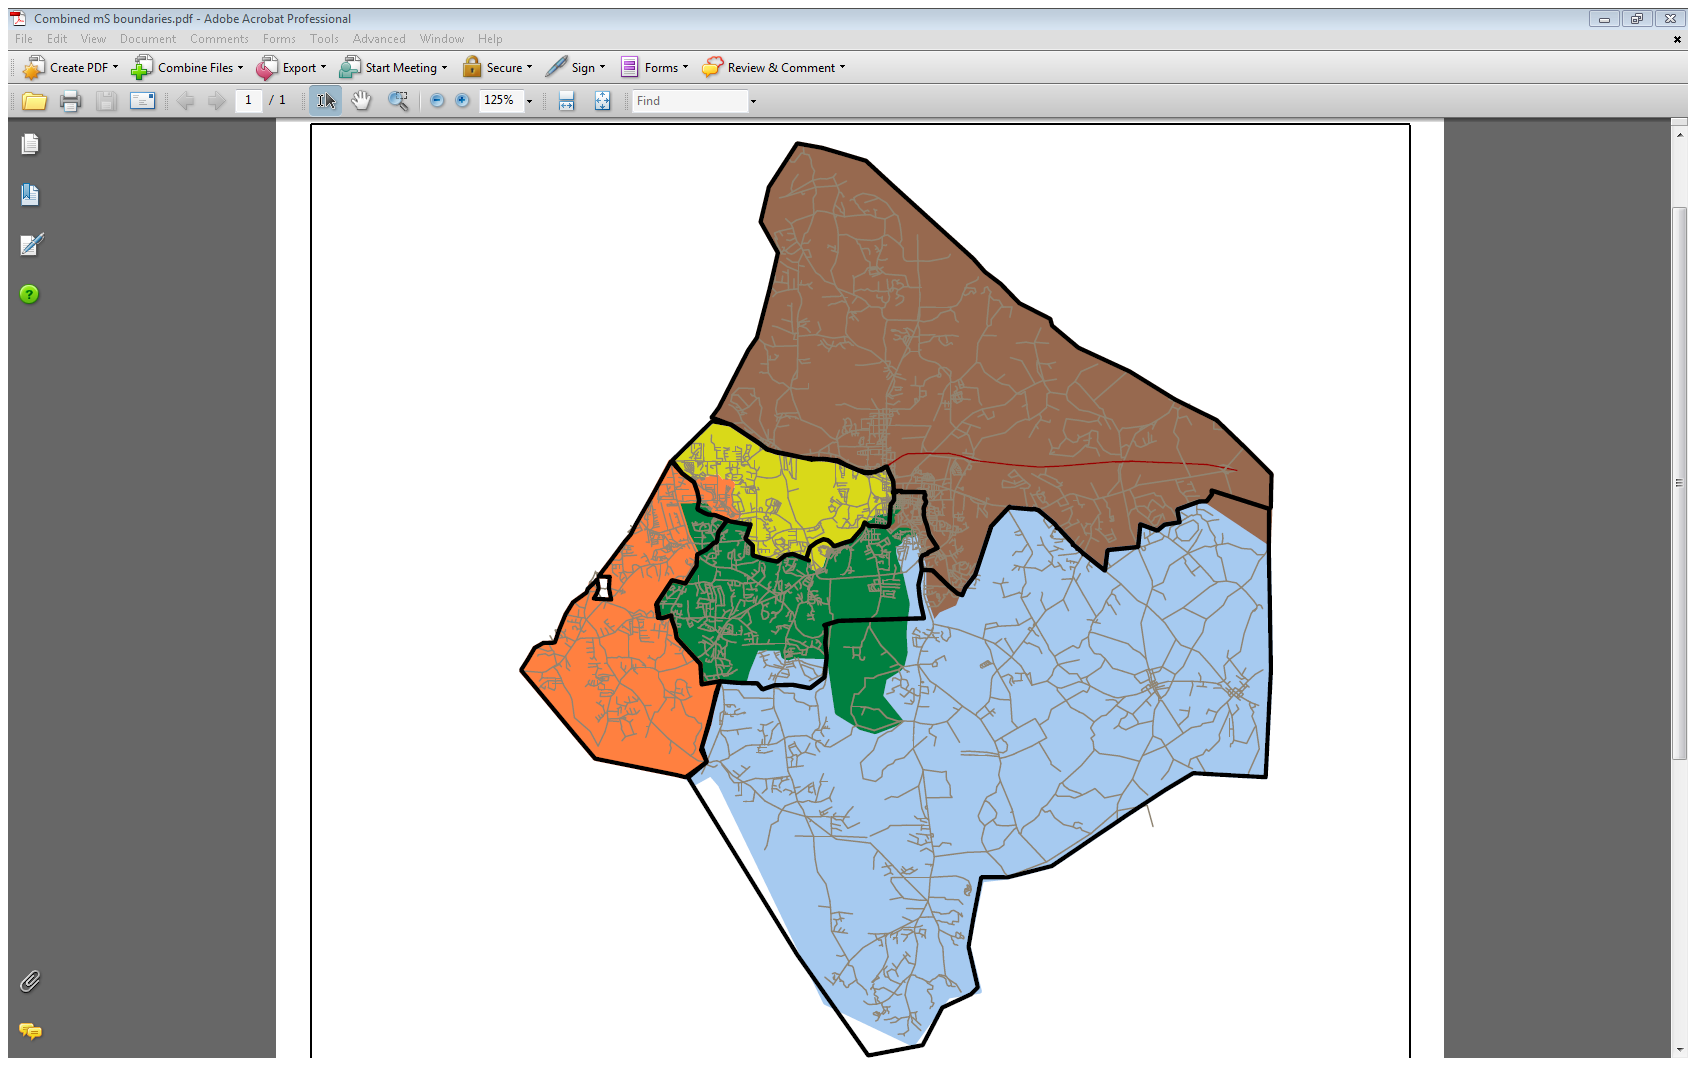 Combined mS boundaries.pdf - Adobe Acrobat Professional
File Edit View Document Comments Forms Tools Advanced Window Help
Create PDF Combine Files Export Start Meeting Secure Sign Forms Review & Comment
1 / 1 125% Find